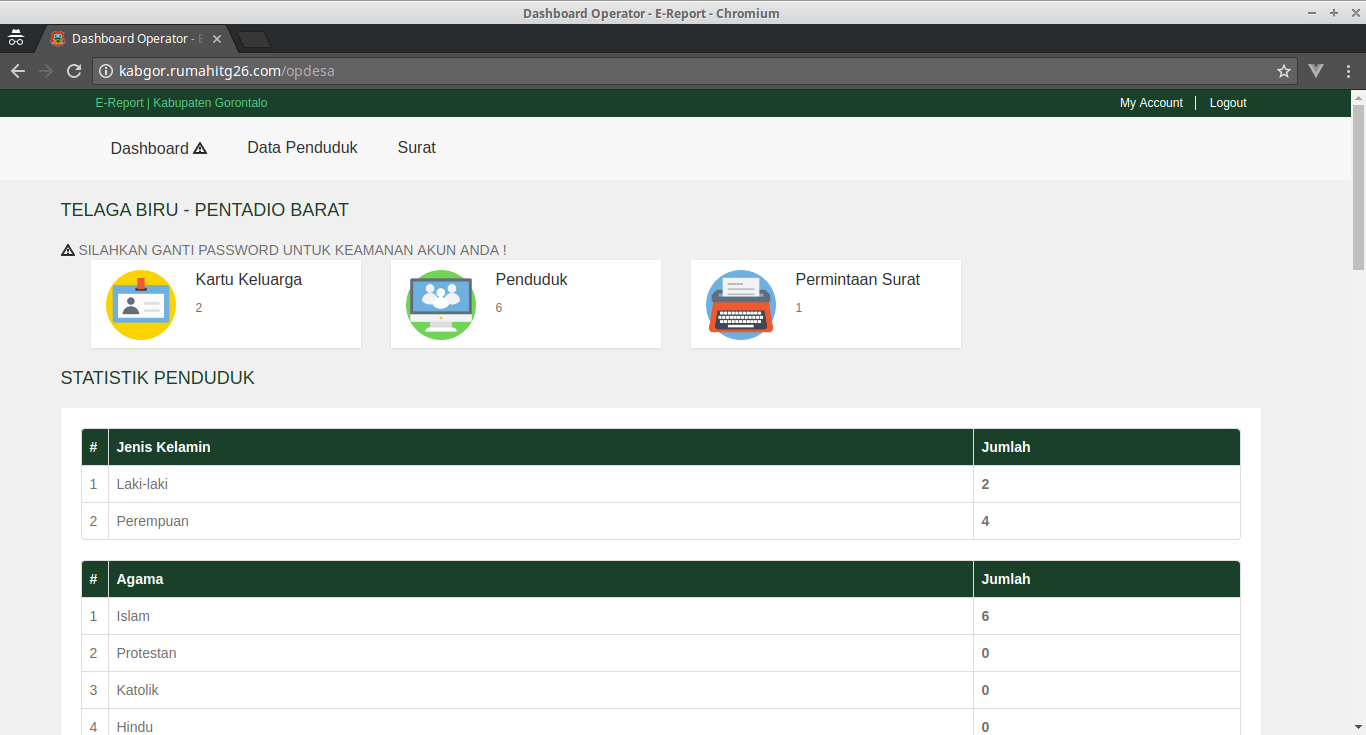 Dashboard Operator - E-Report - Chromium
Dashboard Operator - E
kabgor.rumahitg26.com/opdesa
E-Report | Kabupaten Gorontalo
My Account | Logout
Dashboard Data Penduduk Surat
TELAGA BIRU - PENTADIO BARAT
SILAHKAN GANTI PASSWORD UNTUK KEAMANAN AKUN ANDA !
Kartu Keluarga
2
Penduduk
6
Permintaan Surat
1
STATISTIK PENDUDUK
# Jenis Kelamin Jumlah
1 Laki-laki 2
2 Perempuan 4
# Agama Jumlah
1 Islam 6
2 Protestan 0
3 Katolik 0
4 Hindu 0